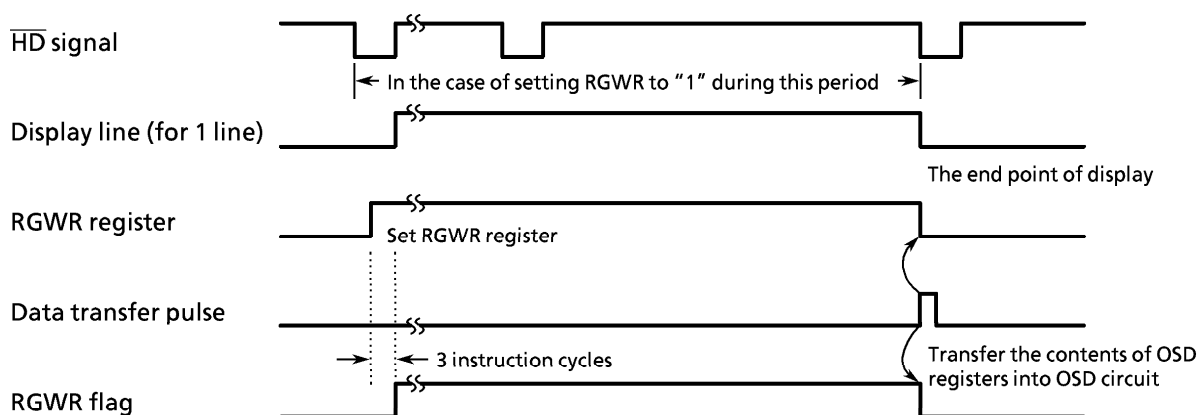 HD signal
In the case of setting RGWR to “1” during this period
Display line (for 1 line)
The end point of display
RGWR register
Set RGWR register
Data transfer pulse
3 instruction cycles
Transfer the contents of OSD
registers into OSD circuit
RGWR flag